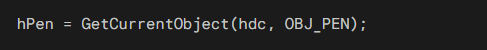 hPen = GetCurrentObject(hdc, OBJ_PEN);